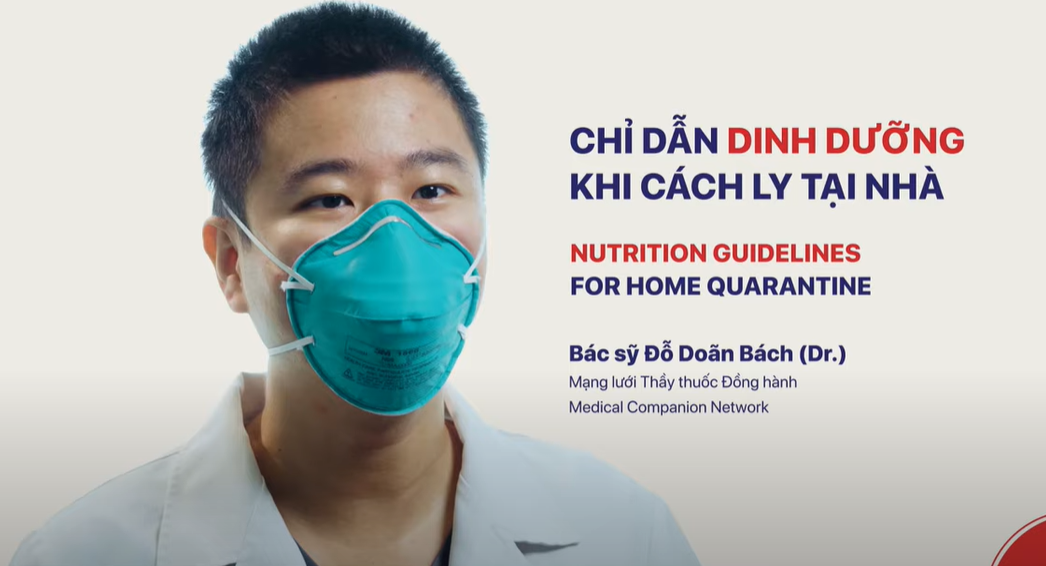 CHỈ DẪN DINH DƯỠNG
KHI CÁCH LY TẠI NHÀ
NUTRITION GUIDELINES
FOR HOME QUARANTINE
Bác sỹ Đỗ Doãn Bách (Dr.)
Mạng lưới Thầy thuốc Đồng hành
Medical Companion Network